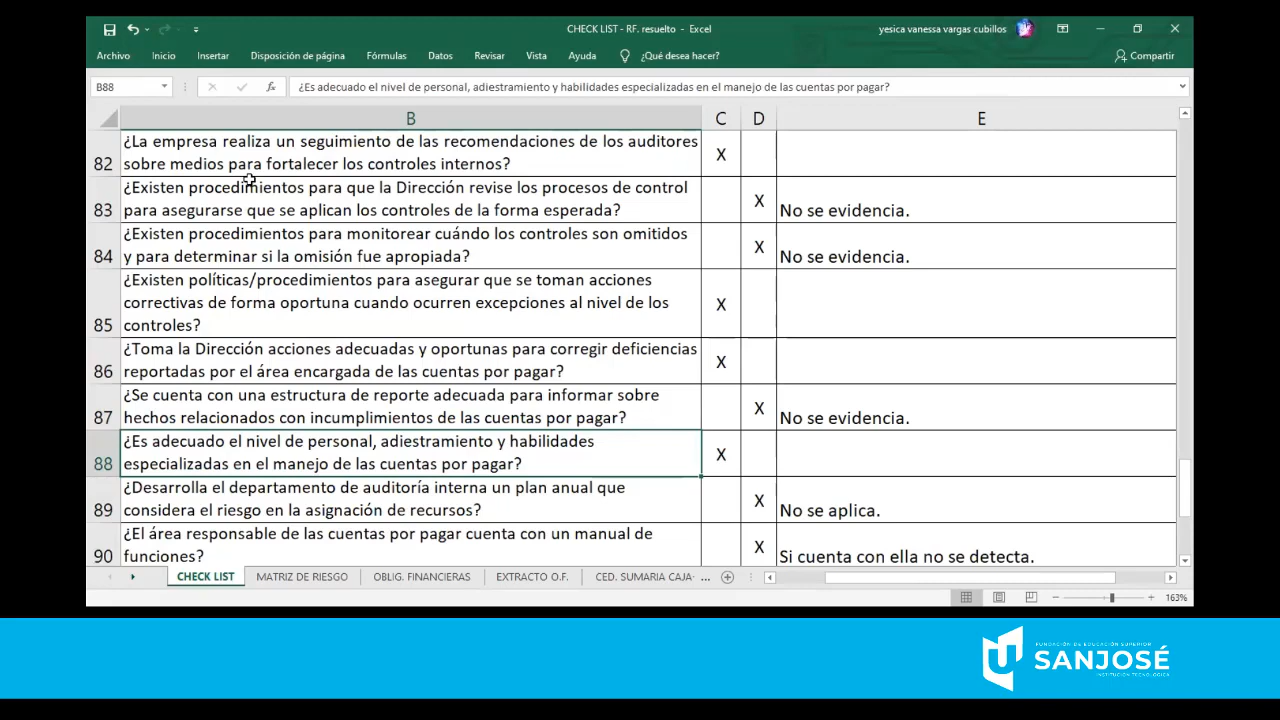 CHECK LIST - RF. resuelto - Excel
yesica vanessa vargas cubillos
Archivo Inicio Insertar Disposición de página Fórmulas Datos Revisar Vista Ayuda ¿Qué desea hacer? Compartir
B88 fx ¿Es adecuado el nivel de personal, adiestramiento y habilidades especializadas en el manejo de las cuentas por pagar?
B C D E
¿La empresa realiza un seguimiento de las recomendaciones de los auditores
82 sobre medios para fortalecer los controles internos? X
¿Existen procedimientos para que la Dirección revise los procesos de control
83 para asegurarse que se aplican los controles de la forma esperada? X No se evidencia.
¿Existen procedimientos para monitorear cuándo los controles son omitidos
84 y para determinar si la omisión fue apropiada? X No se evidencia.
¿Existen políticas/procedimientos para asegurar que se toman acciones
correctivas de forma oportuna cuando ocurren excepciones al nivel de los X
85 controles?
¿Toma la Dirección acciones adecuadas y oportunas para corregir deficiencias
86 reportadas por el área encargada de las cuentas por pagar? X
¿Se cuenta con una estructura de reporte adecuada para informar sobre
87 hechos relacionados con incumplimientos de las cuentas por pagar? X No se evidencia.
¿Es adecuado el nivel de personal, adiestramiento y habilidades
88 especializadas en el manejo de las cuentas por pagar? X
¿Desarrolla el departamento de auditoría interna un plan anual que
89 considera el riesgo en la asignación de recursos? X No se aplica.
¿El área responsable de las cuentas por pagar cuenta con un manual de
90 funciones? X Si cuenta con ella no se detecta.
CHECK LIST MATRIZ DE RIESGO OBLIG. FINANCIERAS EXTRACTO O.F. CED. SUMARIA CAJA- ...
163%
FUNDACIÓN DE EDUCACIÓN SUPERIOR
SANJOSÉ
INSTITUCIÓN TECNOLÓGICA